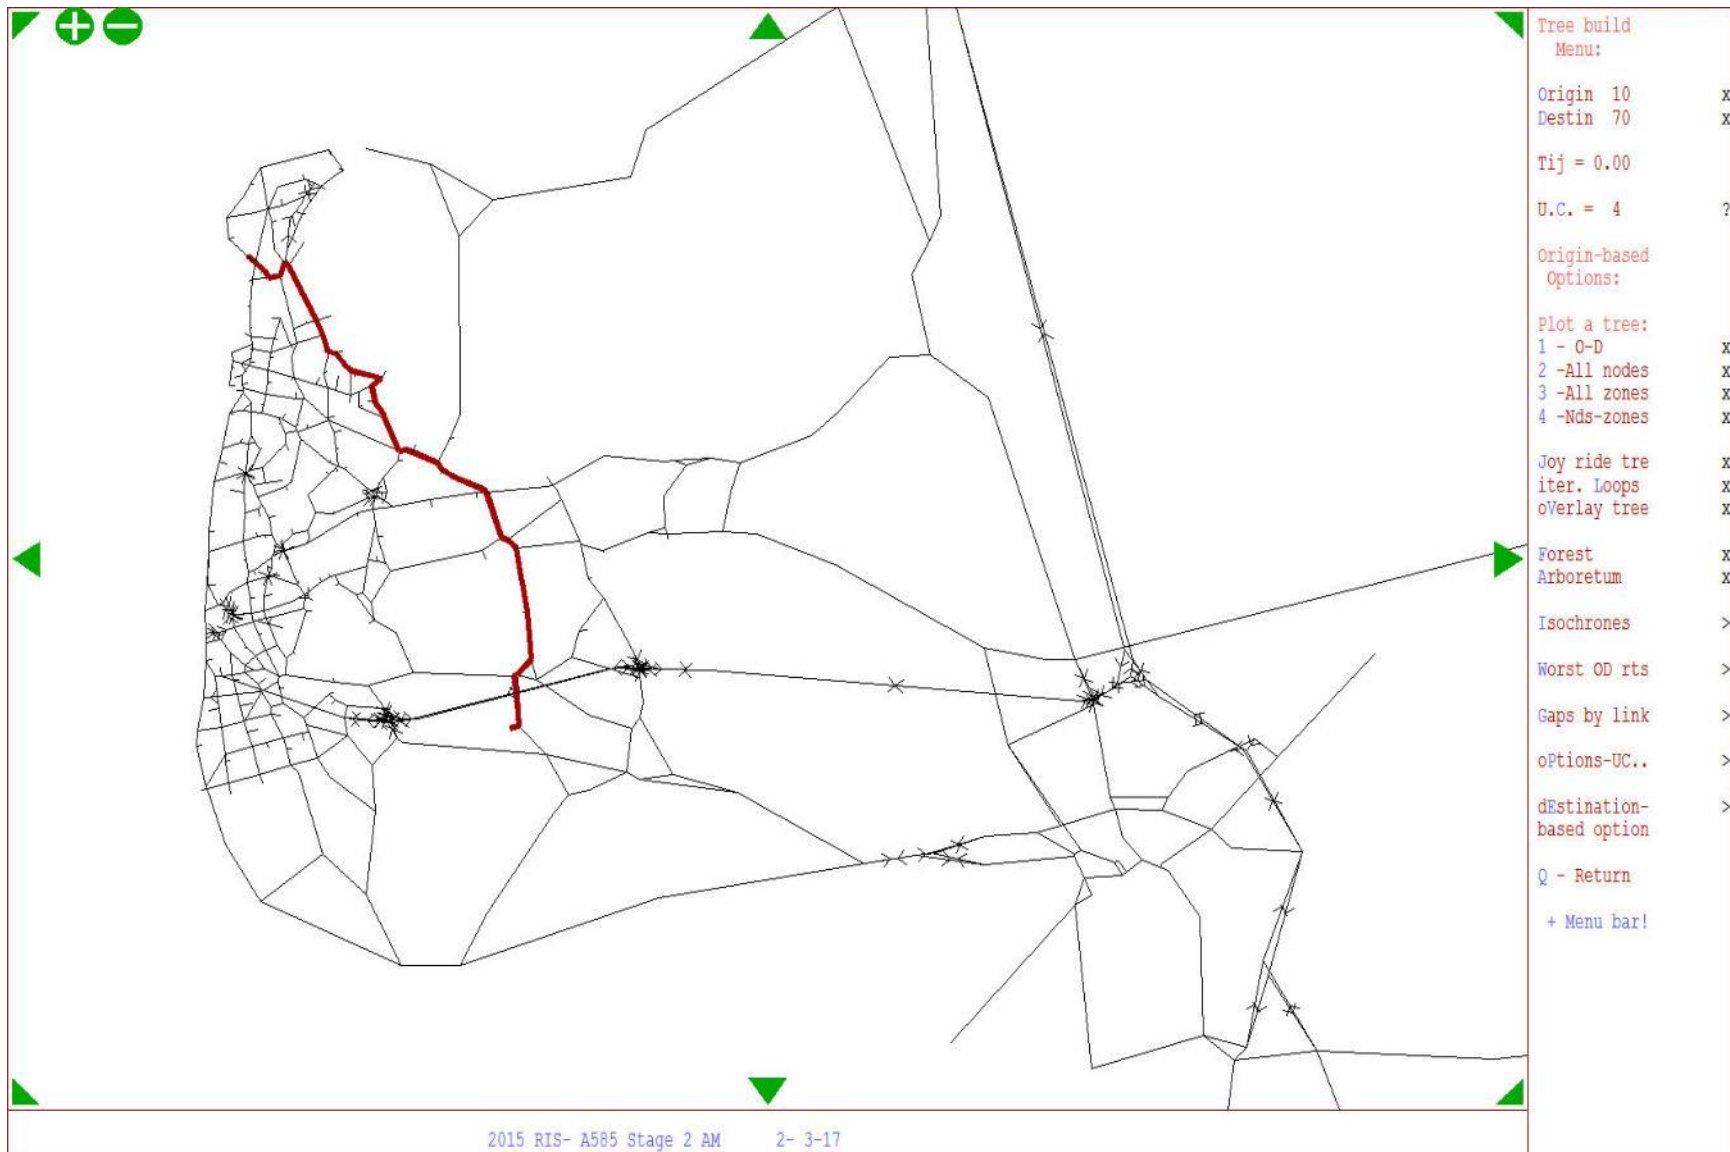 Tree build
Menu:
Origin 10 x
Destin 70 x
Tij = 0.00
U.C. = 4 ?
Origin-based
Options:
Plot a tree:
1 - O-D x
2 -All nodes x
3 -All zones x
4 -Nds-zones x
Joy ride tre x
iter. Loops x
oVerlay tree x
Forest x
Arboretum x
Isochrones >
Worst OD rts >
Gaps by link >
oPtions-UC.. >
dEstination- >
based option
Q - Return
+ Menu bar!
2015 RIS- A585 Stage 2 AM 2- 3-17